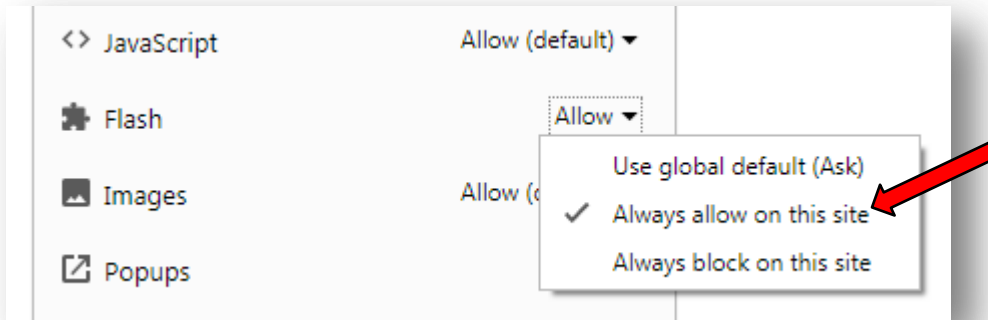 <> JavaScript Allow (default)
Flash Allow
Use global default (Ask)
Images Allow (
Always allow on this site
Popups
Always block on this site